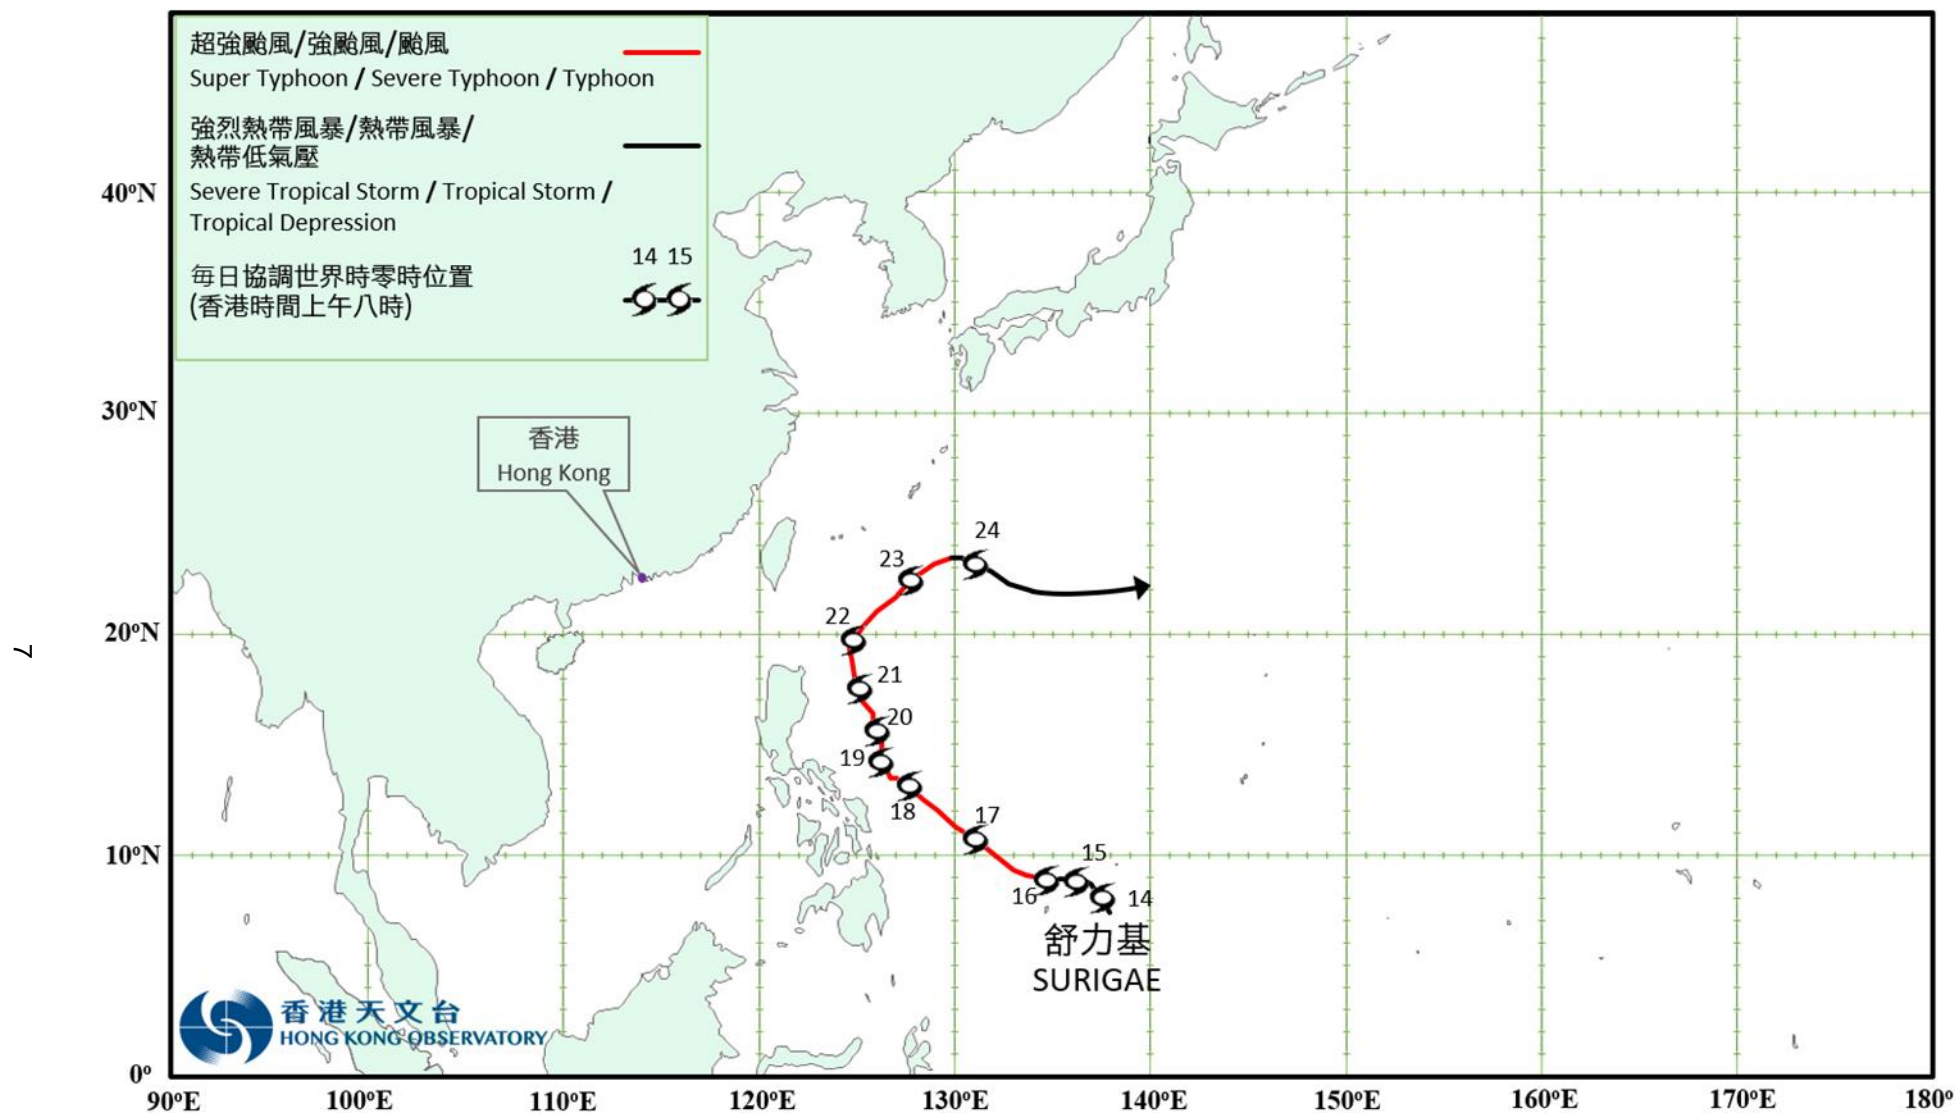 超強颱風/強颱風/颱風
Super Typhoon / Severe Typhoon / Typhoon
強烈熱帶風暴/熱帶風暴/
熱帶低氣壓
Severe Tropical Storm / Tropical Storm /
Tropical Depression
14 15
每日協調世界時零時位置
(香港時間上午八時)
40°N
30°N
20°N
10°N
0°
香港
Hong Kong
24
23
22
21
20
19
18
17
15
16
14
舒力基
SURIGAE
香港天文台
HONG KONG OBSERVATORY
90°E 100°E 110°E 120°E 130°E 140°E 150°E 160°E 170°E 180°
7